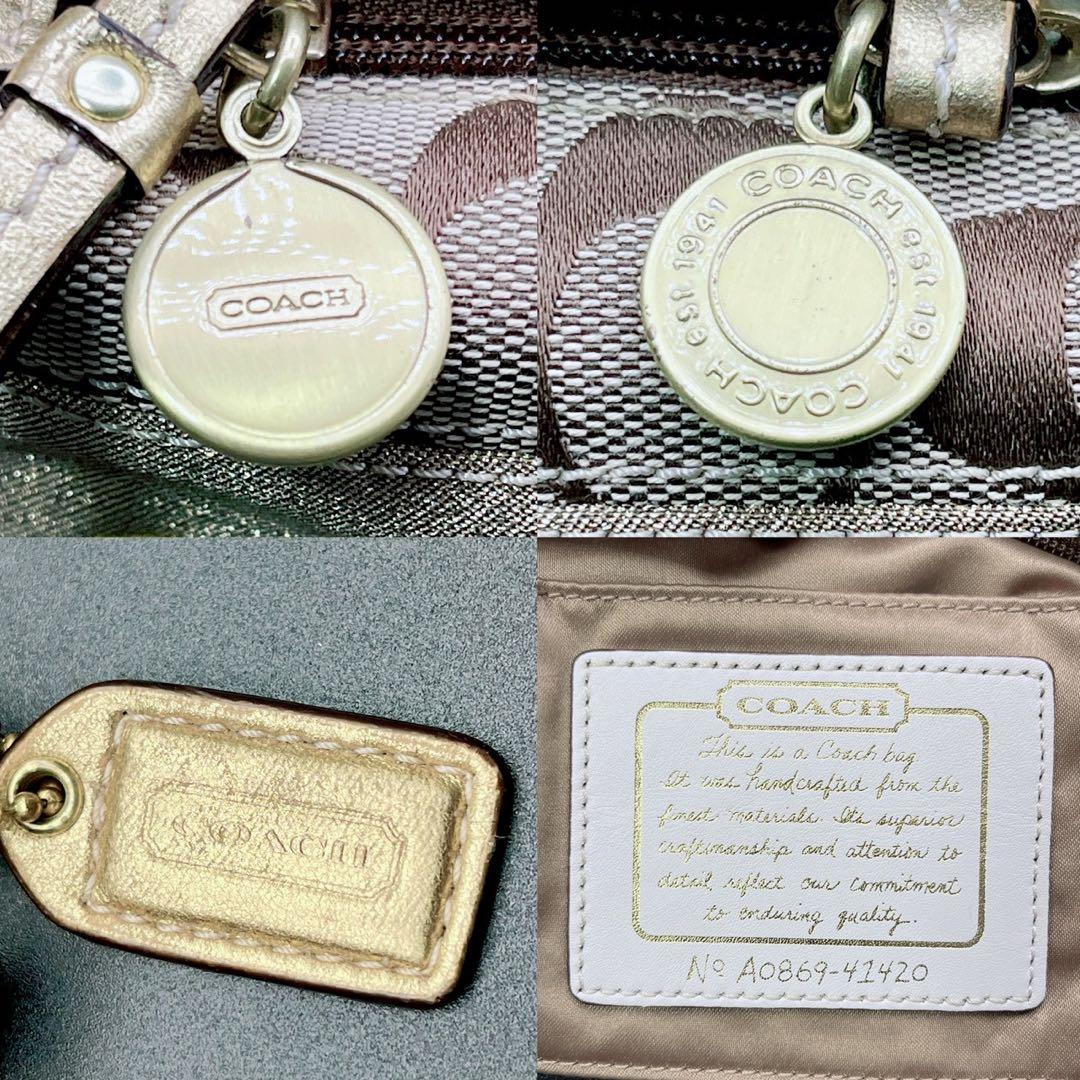 COACH
COACH est 1941 COACH est 1941
COACH
This is a Coach bag
It was handcrafted from the
finest materials. Its superior
craftsmanship and attention to
detail reflect our commitment
to enduring quality.
Nº A0869-41420